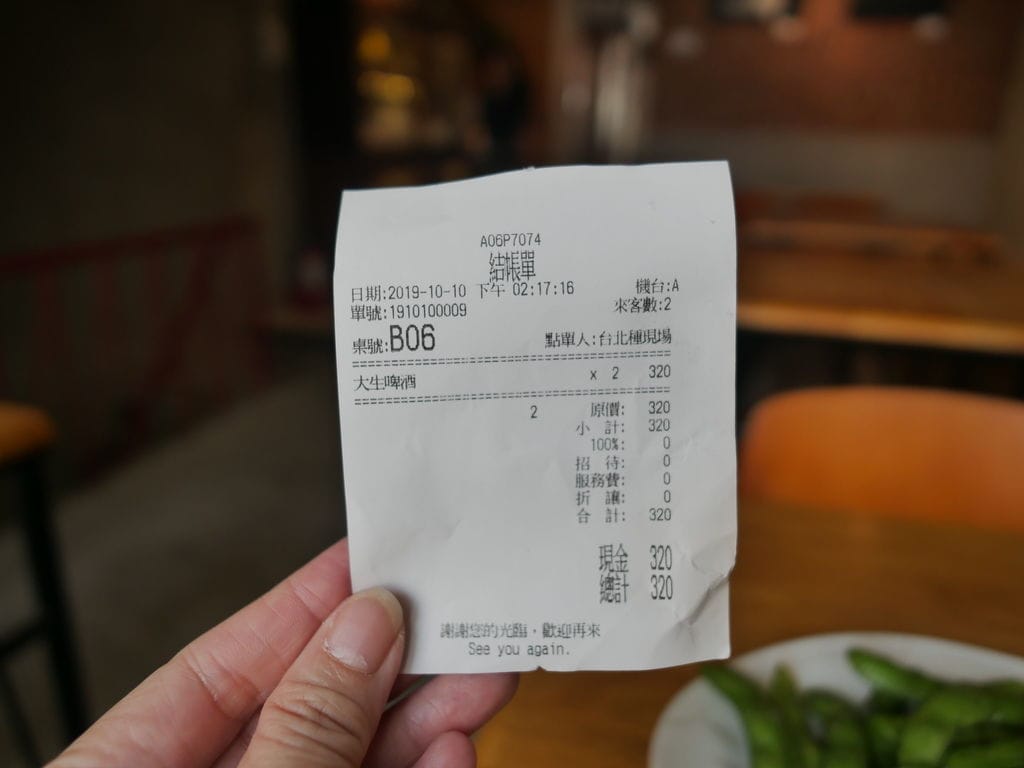 A06P7074
結帳單
日期:2019-10-10 下午 02:17:16 機台:A
單號:1910100009 來客數:2
桌號:B06 點單人:台北種現場
大生啤酒 x 2 320
2 原價: 320
小 計: 320
100%: 0
招 待: 0
服務費: 0
折 讓: 0
合 計: 320
現金 320
總計 320
謝謝您的光臨，歡迎再來
See you again.